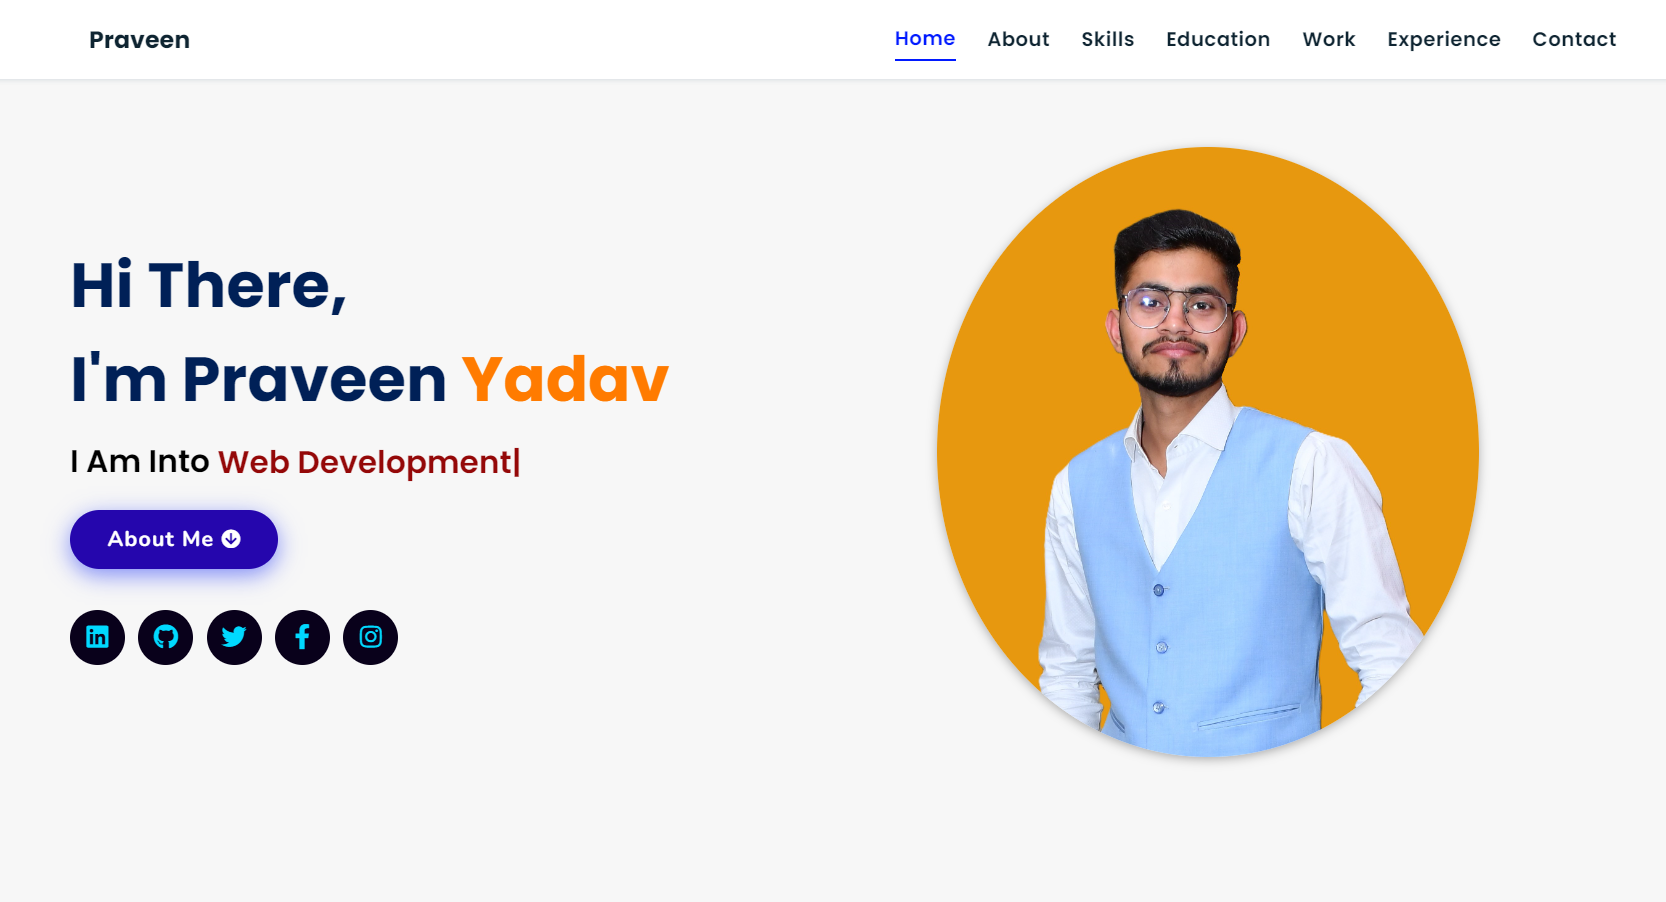 Praveen
Home About Skills Education Work Experience Contact
Hi There,
I'm Praveen Yadav
I Am Into Web Development|
About Me